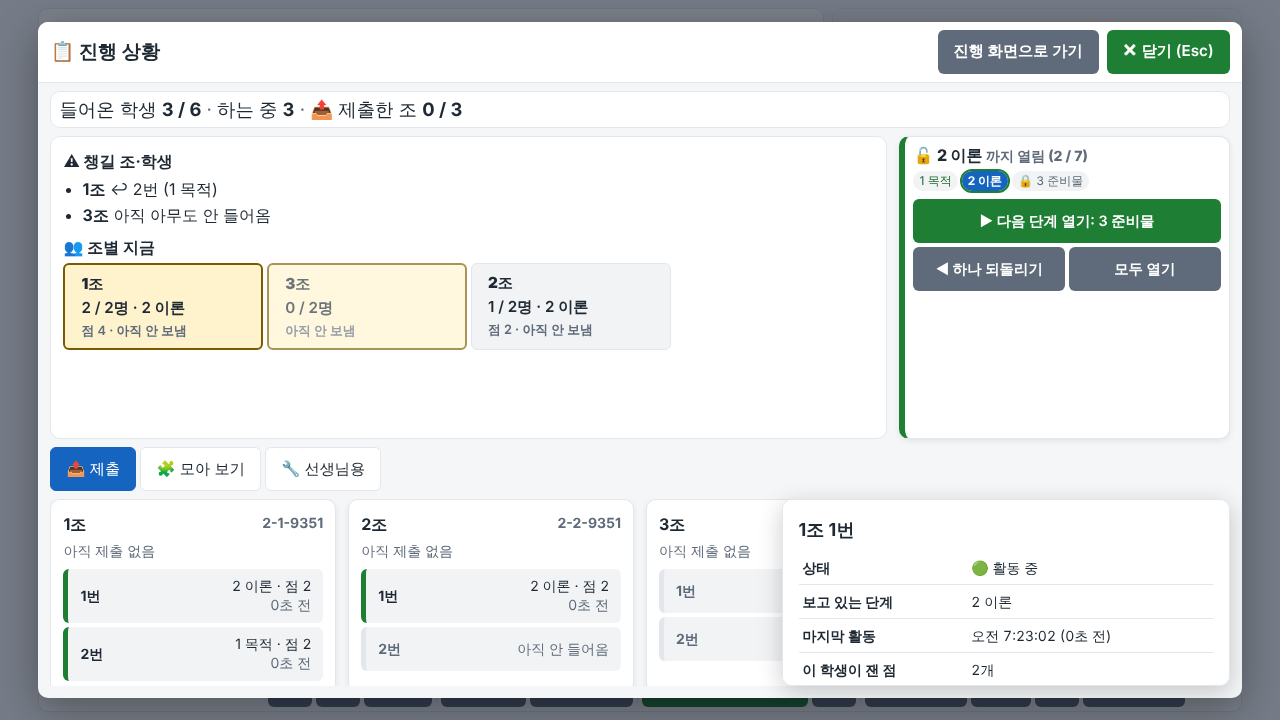 📋 진행 상황
진행 화면으로 가기
✕ 닫기 (Esc)
들어온 학생 3 / 6 · 하는 중 3 · 📤 제출한 조 0 / 3
⚠ 챙길 조·학생
• 1조 ↩ 2번 (1 목적)
• 3조 아직 아무도 안 들어옴
👥 조별 지금
1조
2 / 2명 · 2 이론
점 4 · 아직 안 보냄
3조
0 / 2명
아직 안 보냄
2조
1 / 2명 · 2 이론
점 2 · 아직 안 보냄
🔓 2 이론 까지 열림 (2 / 7)
1 목적 2 이론 🔒 3 준비물
▶ 다음 단계 열기: 3 준비물
◀ 하나 되돌리기
모두 열기
📤 제출
🧩 모아 보기
🔧 선생님용
1조 2-1-9351
아직 제출 없음
1번 2 이론 · 점 2
0초 전
2번 1 목적 · 점 2
0초 전
2조 2-2-9351
아직 제출 없음
1번 2 이론 · 점 2
0초 전
2번 아직 안 들어옴
3조
아직 제출 없음
1번
2번
1조 1번
상태 🟢 활동 중
보고 있는 단계 2 이론
마지막 활동 오전 7:23:02 (0초 전)
이 학생이 잰 점 2개